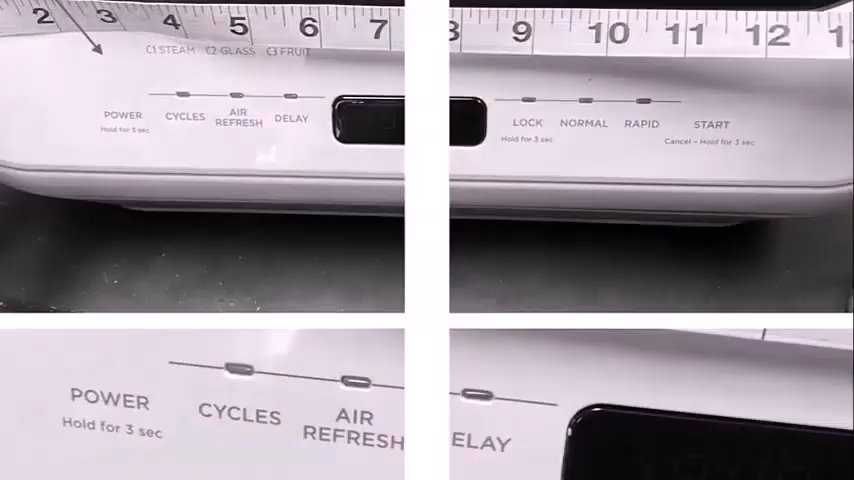 2 3 4 5 6 7
C1 STEAM C2 GLASS C3 FRUIT
POWER CYCLES AIR REFRESH DELAY
Hold for 3 sec
8 9 10 11 12 1
LOCK NORMAL RAPID START
Hold for 3 sec Cancel - Hold for 3 sec
POWER CYCLES AIR
Hold for 3 sec REFRESH
ELAY